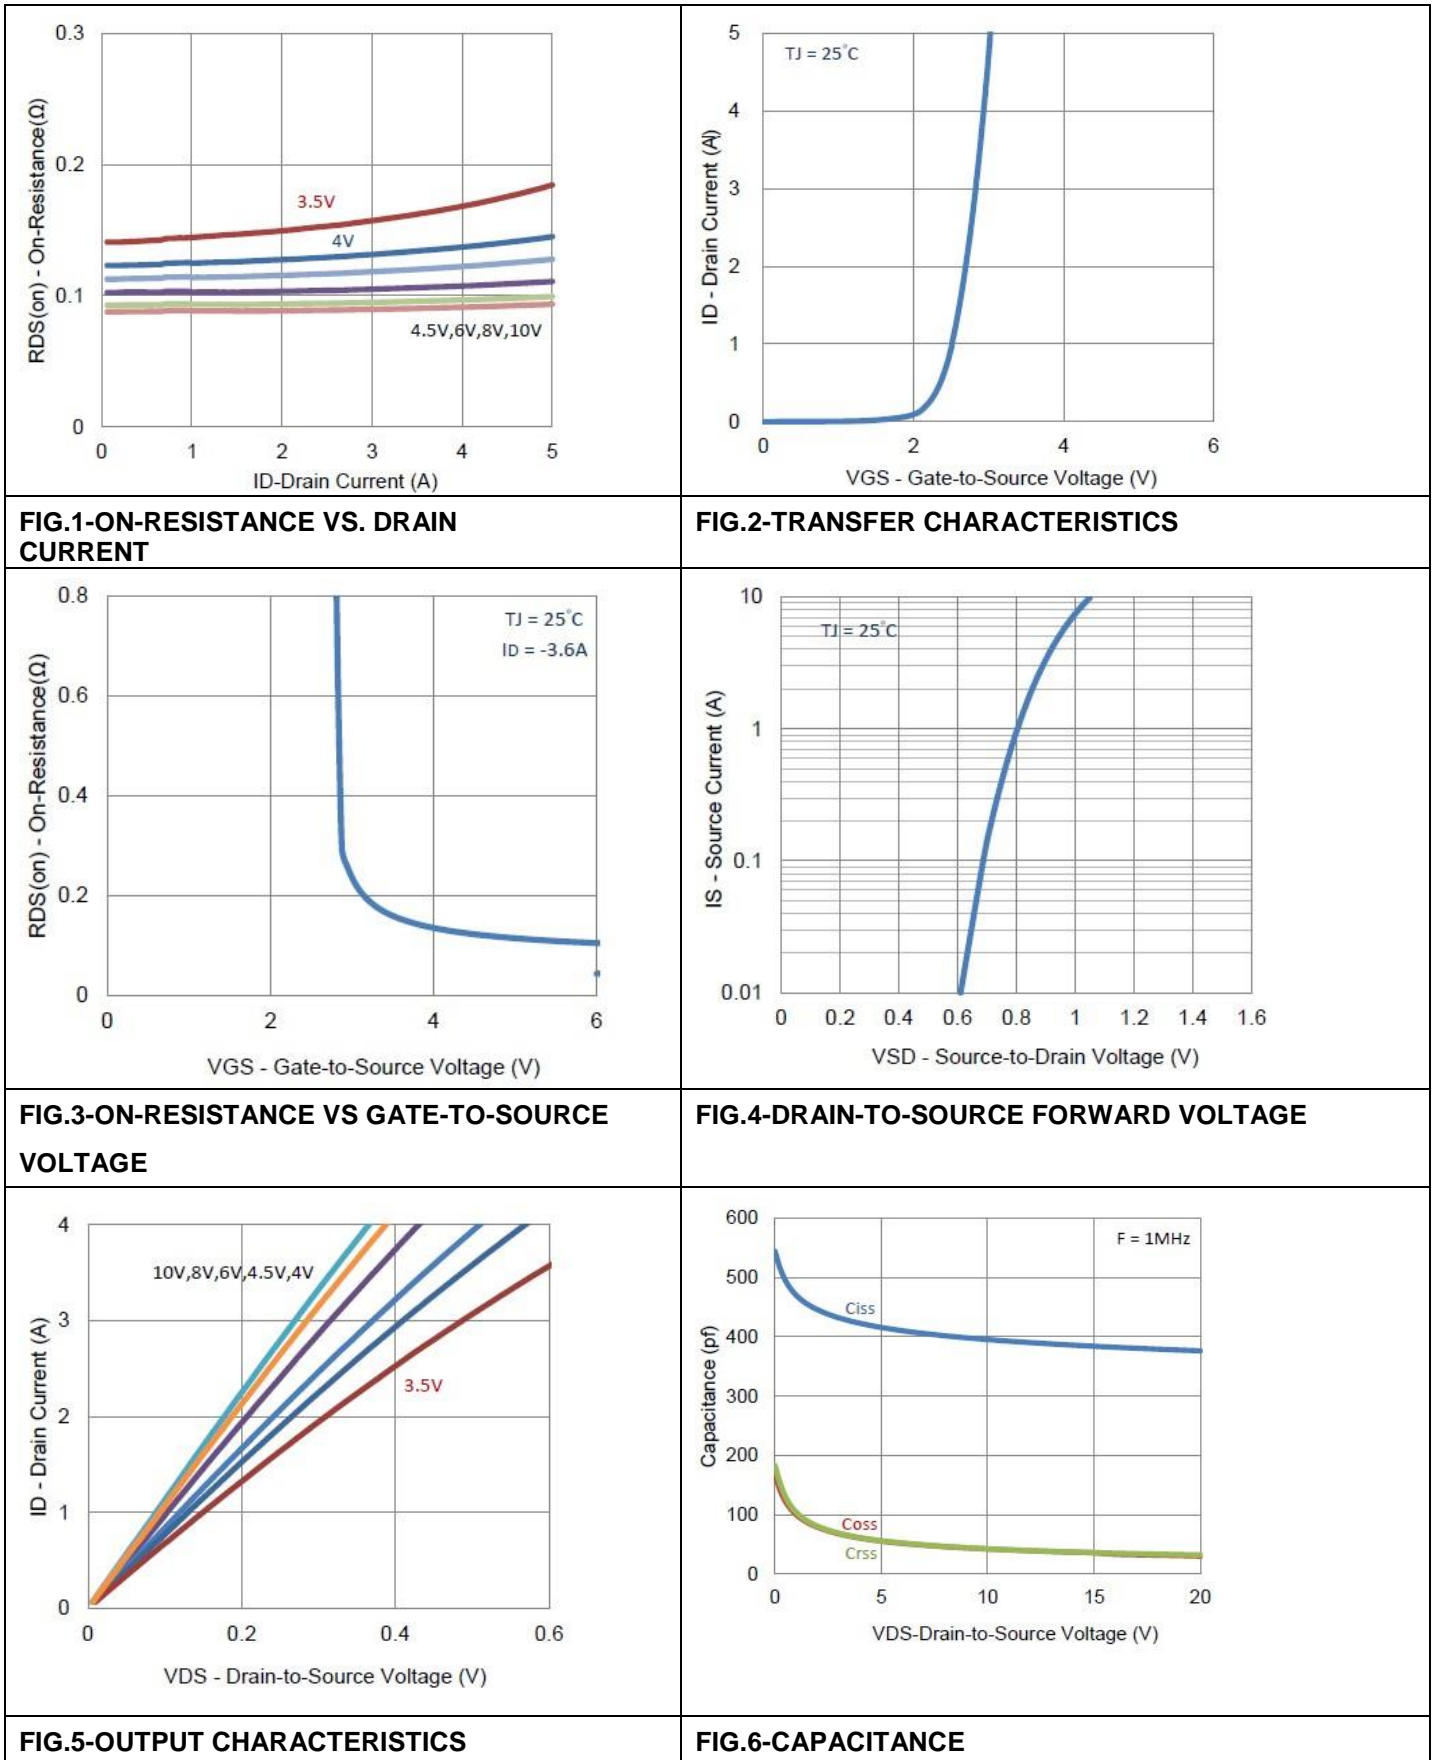 0.3
0.2
0.1
0
RDS(on) - On-Resistance(Ω)
3.5V
4V
4.5V,6V,8V,10V
0 1 2 3 4 5
ID-Drain Current (A)
5
4
3
2
1
0
ID - Drain Current (A)
TJ = 25°C
0 2 4 6
VGS - Gate-to-Source Voltage (V)
FIG.1-ON-RESISTANCE VS. DRAIN
CURRENT
FIG.2-TRANSFER CHARACTERISTICS
0.8
0.6
0.4
0.2
0
RDS(on) - On-Resistance(Ω)
TJ = 25°C
ID = -3.6A
0 2 4 6
VGS - Gate-to-Source Voltage (V)
10
1
0.1
0.01
IS - Source Current (A)
TJ = 25°C
0 0.2 0.4 0.6 0.8 1 1.2 1.4 1.6
VSD - Source-to-Drain Voltage (V)
FIG.3-ON-RESISTANCE VS GATE-TO-SOURCE
VOLTAGE
FIG.4-DRAIN-TO-SOURCE FORWARD VOLTAGE
4
3
2
1
0
ID - Drain Current (A)
10V,8V,6V,4.5V,4V
3.5V
0 0.2 0.4 0.6
VDS - Drain-to-Source Voltage (V)
600
500
400
300
200
100
0
Capacitance (pf)
F = 1MHz
Ciss
Coss
Crss
0 5 10 15 20
VDS-Drain-to-Source Voltage (V)
FIG.5-OUTPUT CHARACTERISTICS
FIG.6-CAPACITANCE